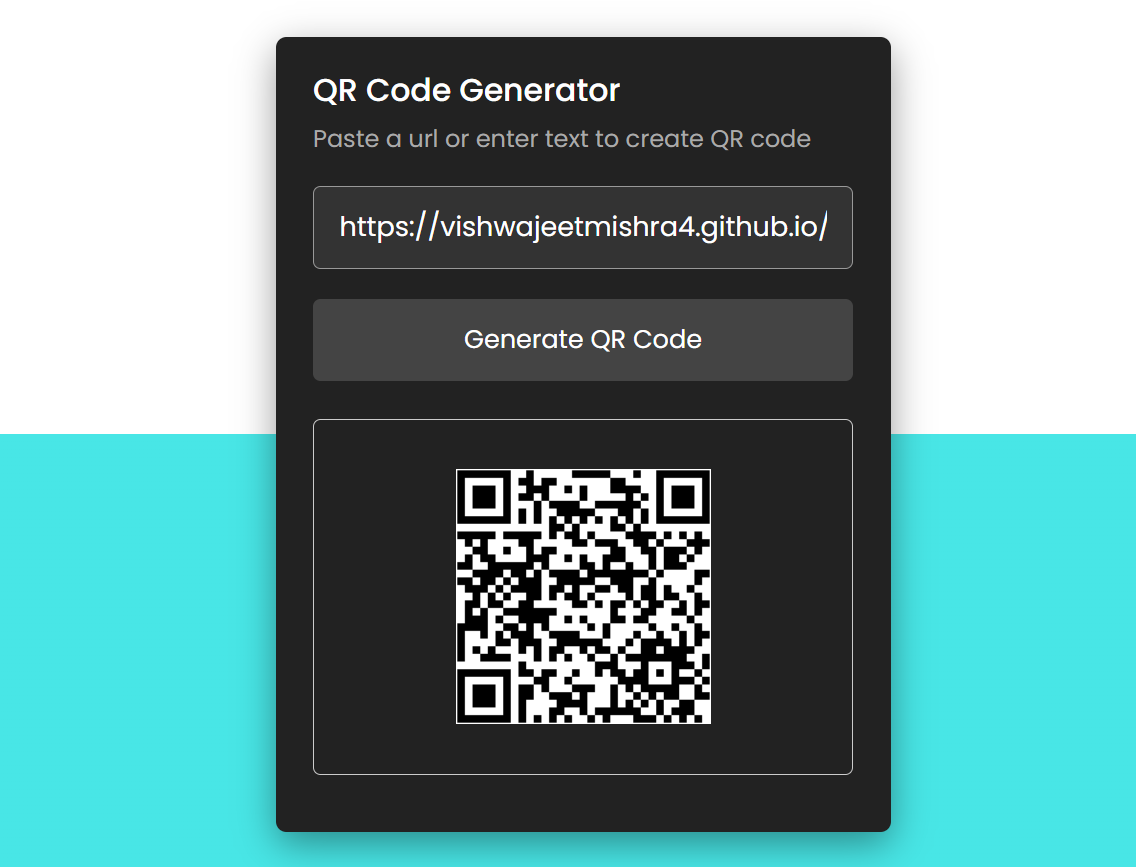 QR Code Generator
Paste a url or enter text to create QR code
https://vishwajeetmishra4.github.io/
Generate QR Code